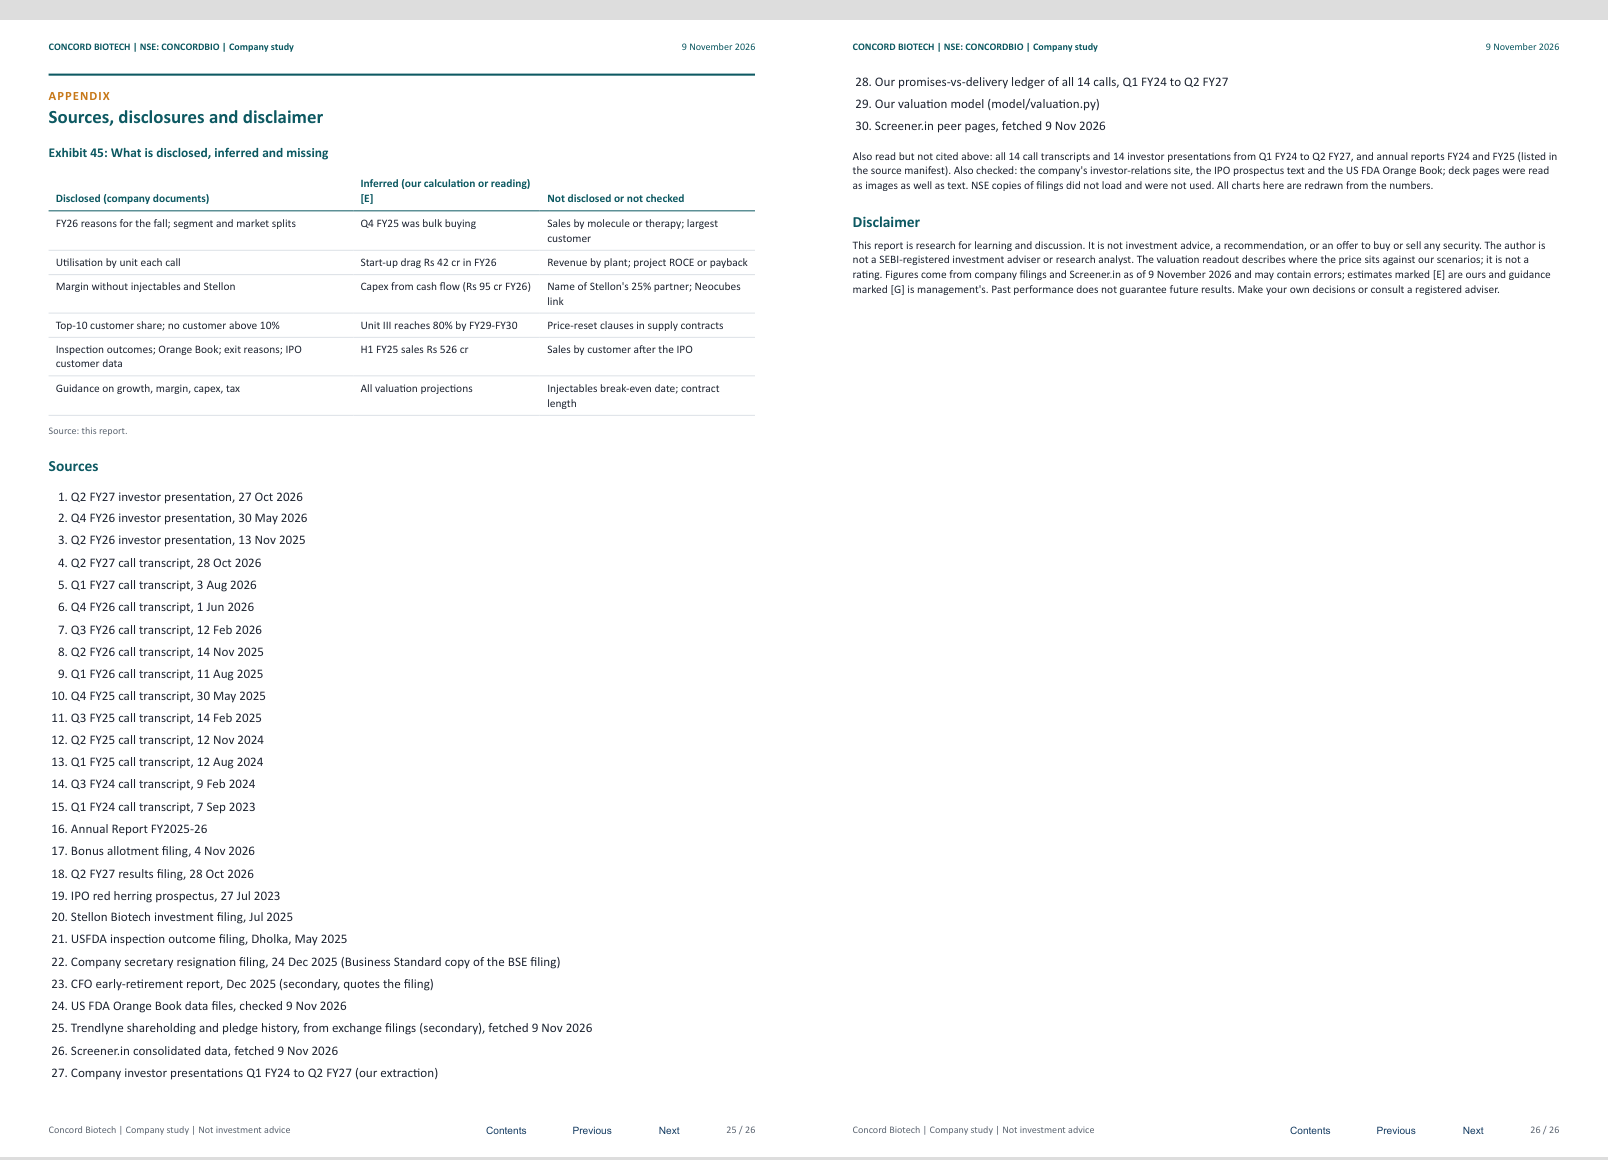 CONCORD BIOTECH | NSE: CONCORDBIO | Company study
9 November 2026
APPENDIX
Sources, disclosures and disclaimer
Exhibit 45: What is disclosed, inferred and missing
Disclosed (company documents)
Inferred (our calculation or reading)
[E]
Not disclosed or not checked
FY26 reasons for the fall; segment and market splits
Q4 FY25 was bulk buying
Sales by molecule or therapy; largest
customer
Utilisation by unit each call
Start-up drag Rs 42 cr in FY26
Revenue by plant; project ROCE or payback
Margin without injectables and Stellon
Capex from cash flow (Rs 95 cr FY26)
Name of Stellon's 25% partner; Neocubes
link
Top-10 customer share; no customer above 10%
Unit III reaches 80% by FY29-FY30
Price-reset clauses in supply contracts
Inspection outcomes; Orange Book; exit reasons; IPO
customer data
H1 FY25 sales Rs 526 cr
Sales by customer after the IPO
Guidance on growth, margin, capex, tax
All valuation projections
Injectables break-even date; contract
length
Source: this report.
Sources
1. Q2 FY27 investor presentation, 27 Oct 2026
2. Q4 FY26 investor presentation, 30 May 2026
3. Q2 FY26 investor presentation, 13 Nov 2025
4. Q2 FY27 call transcript, 28 Oct 2026
5. Q1 FY27 call transcript, 3 Aug 2026
6. Q4 FY26 call transcript, 1 Jun 2026
7. Q3 FY26 call transcript, 12 Feb 2026
8. Q2 FY26 call transcript, 14 Nov 2025
9. Q1 FY26 call transcript, 11 Aug 2025
10. Q4 FY25 call transcript, 30 May 2025
11. Q3 FY25 call transcript, 14 Feb 2025
12. Q2 FY25 call transcript, 12 Nov 2024
13. Q1 FY25 call transcript, 12 Aug 2024
14. Q3 FY24 call transcript, 9 Feb 2024
15. Q1 FY24 call transcript, 7 Sep 2023
16. Annual Report FY2025-26
17. Bonus allotment filing, 4 Nov 2026
18. Q2 FY27 results filing, 28 Oct 2026
19. IPO red herring prospectus, 27 Jul 2023
20. Stellon Biotech investment filing, Jul 2025
21. USFDA inspection outcome filing, Dholka, May 2025
22. Company secretary resignation filing, 24 Dec 2025 (Business Standard copy of the BSE filing)
23. CFO early-retirement report, Dec 2025 (secondary, quotes the filing)
24. US FDA Orange Book data files, checked 9 Nov 2026
25. Trendlyne shareholding and pledge history, from exchange filings (secondary), fetched 9 Nov 2026
26. Screener.in consolidated data, fetched 9 Nov 2026
27. Company investor presentations Q1 FY24 to Q2 FY27 (our extraction)
Concord Biotech | Company study | Not investment advice
Contents
Previous
Next
25 / 26
CONCORD BIOTECH | NSE: CONCORDBIO | Company study
9 November 2026
28. Our promises-vs-delivery ledger of all 14 calls, Q1 FY24 to Q2 FY27
29. Our valuation model (model/valuation.py)
30. Screener.in peer pages, fetched 9 Nov 2026
Also read but not cited above: all 14 call transcripts and 14 investor presentations from Q1 FY24 to Q2 FY27, and annual reports FY24 and FY25 (listed in
the source manifest). Also checked: the company's investor-relations site, the IPO prospectus text and the US FDA Orange Book; deck pages were read
as images as well as text. NSE copies of filings did not load and were not used. All charts here are redrawn from the numbers.
Disclaimer
This report is research for learning and discussion. It is not investment advice, a recommendation, or an offer to buy or sell any security. The author is
not a SEBI-registered investment adviser or research analyst. The valuation readout describes where the price sits against our scenarios; it is not a
rating. Figures come from company filings and Screener.in as of 9 November 2026 and may contain errors; estimates marked [E] are ours and guidance
marked [G] is management's. Past performance does not guarantee future results. Make your own decisions or consult a registered adviser.
Concord Biotech | Company study | Not investment advice
Contents
Previous
Next
26 / 26